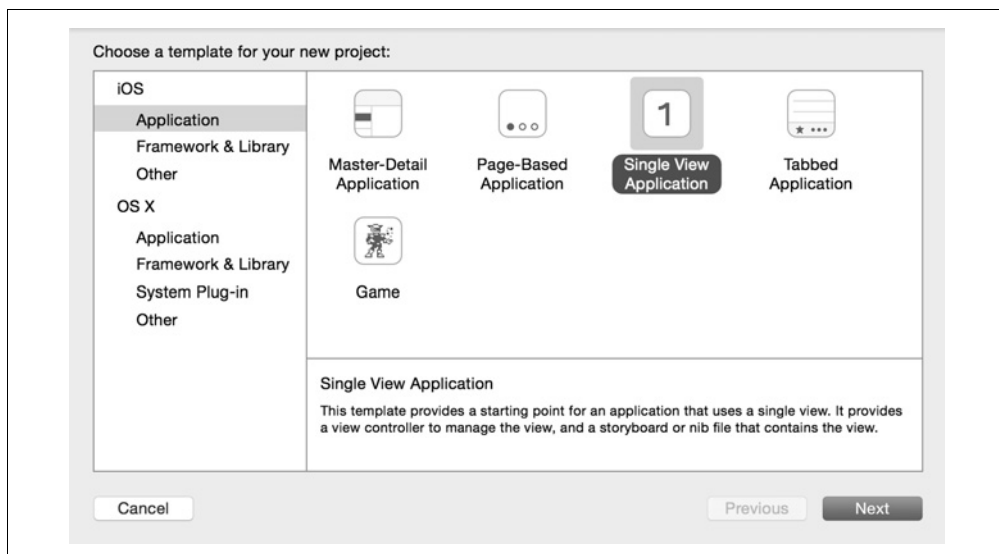 Choose a template for your new project:
iOS
Application
Framework & Library
Other
OS X
Application
Framework & Library
System Plug-in
Other
Master-Detail
Application
Page-Based
Application
1
Single View
Application
Tabbed
Application
Game
Single View Application
This template provides a starting point for an application that uses a single view. It provides
a view controller to manage the view, and a storyboard or nib file that contains the view.
Cancel
Previous
Next